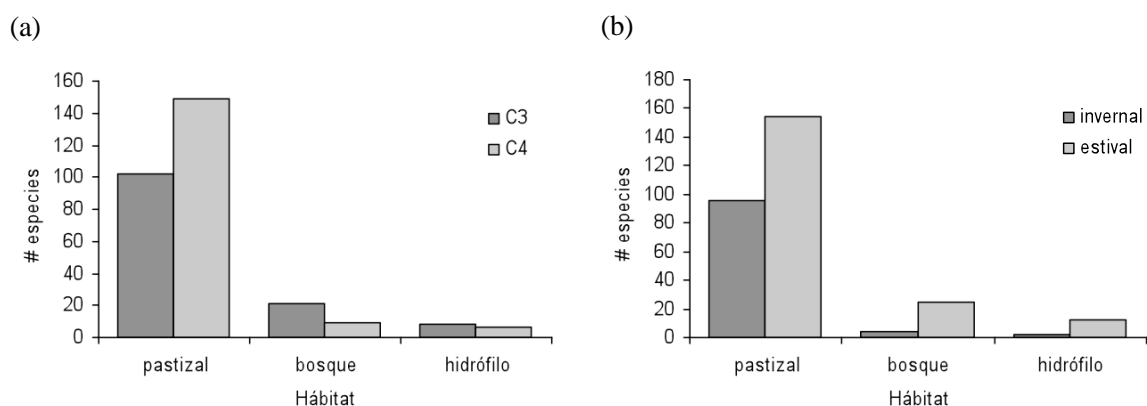 (a)
# especies
160
140
120
100
80
60
40
20
0
C3
C4
pastizal bosque hidrófilo
Hábitat
(b)
# especies
180
160
140
120
100
80
60
40
20
0
invernal
estival
pastizal bosque hidrófilo
Hábitat